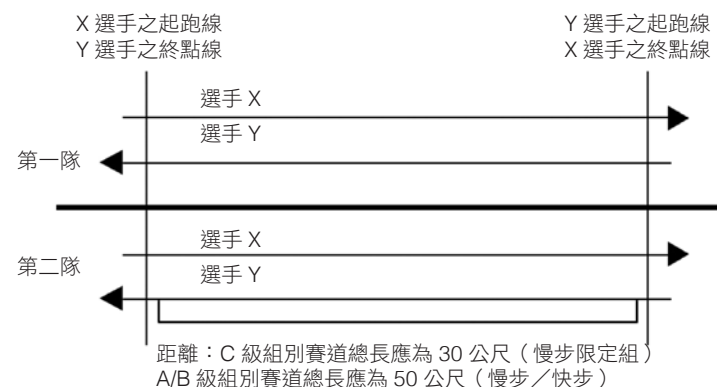 X 選手之起跑線
Y 選手之終點線
Y 選手之起跑線
X 選手之終點線
選手 X
選手 Y
第一隊
選手 X
選手 Y
第二隊
距離：C 級組別賽道總長應為 30 公尺（慢步限定組）
A/B 級組別賽道總長應為 50 公尺（慢步／快步）